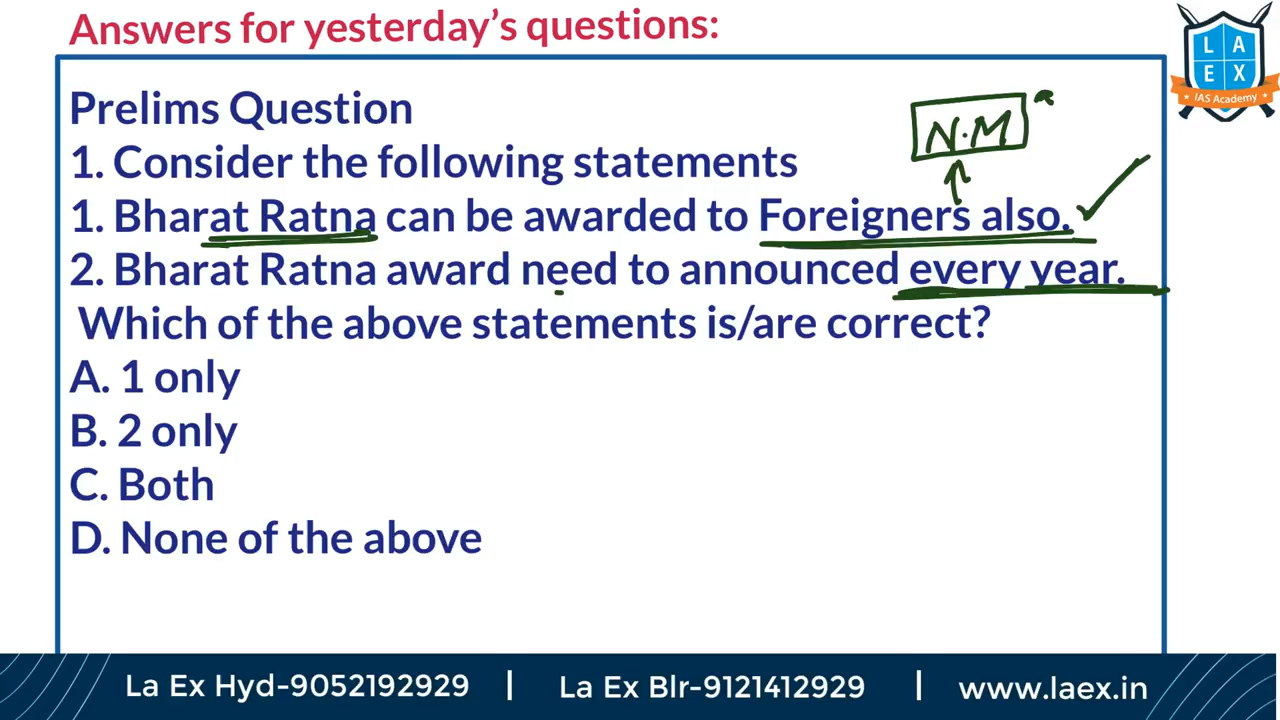 Answers for yesterday's questions:
L A
E X
IAS Academy
Prelims Question
N.M
1. Consider the following statements
1. Bharat Ratna can be awarded to Foreigners also.
2. Bharat Ratna award need to announced every year.
Which of the above statements is/are correct?
A. 1 only
B. 2 only
C. Both
D. None of the above
La Ex Hyd-9052192929 | La Ex Blr-9121412929 | www.laex.in